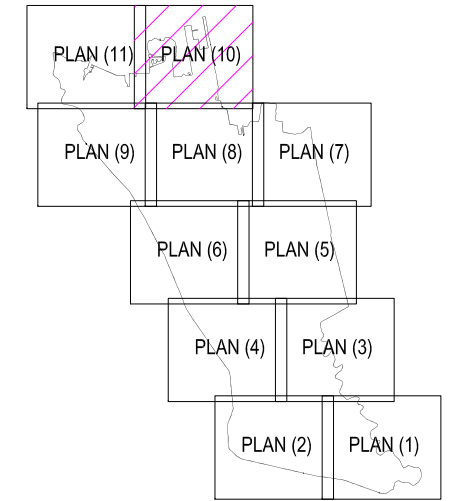 PLAN (11)
PLAN (10)
PLAN (9)
PLAN (8)
PLAN (7)
PLAN (6)
PLAN (5)
PLAN (4)
PLAN (3)
PLAN (2)
PLAN (1)